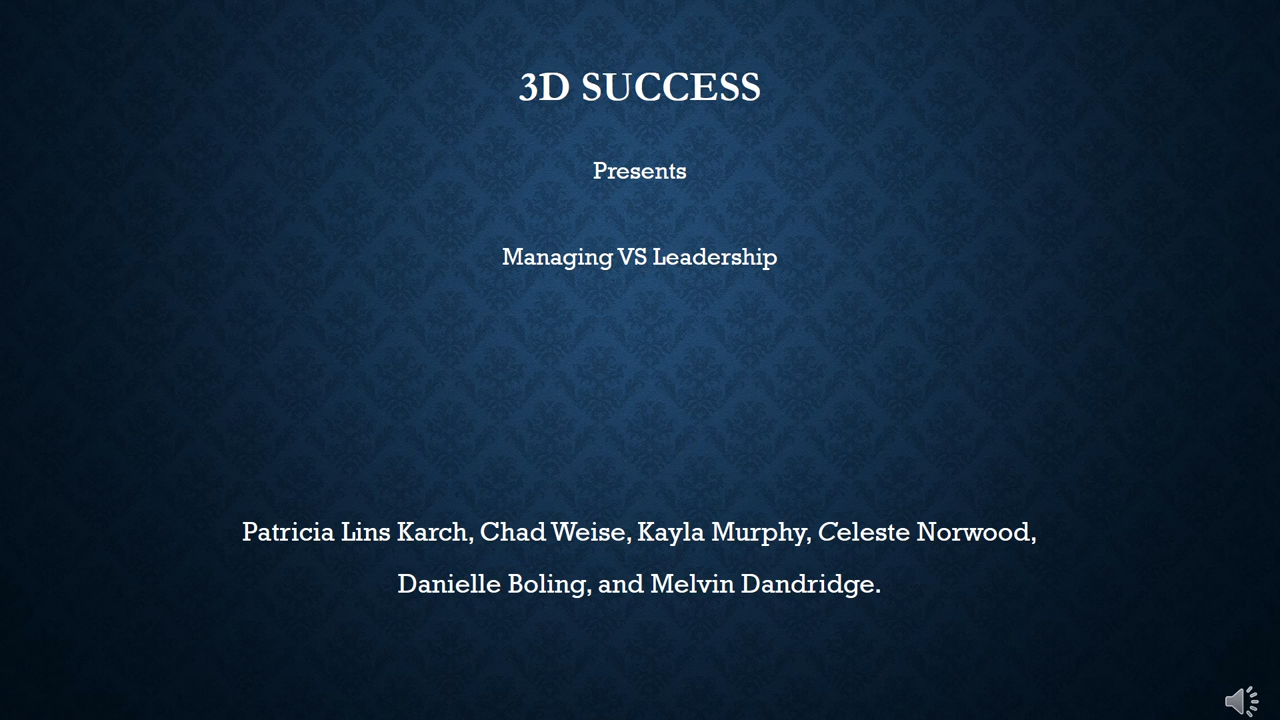 3D SUCCESS
Presents
Managing VS Leadership
Patricia Lins Karch, Chad Weise, Kayla Murphy, Celeste Norwood,
Danielle Boling, and Melvin Dandridge.